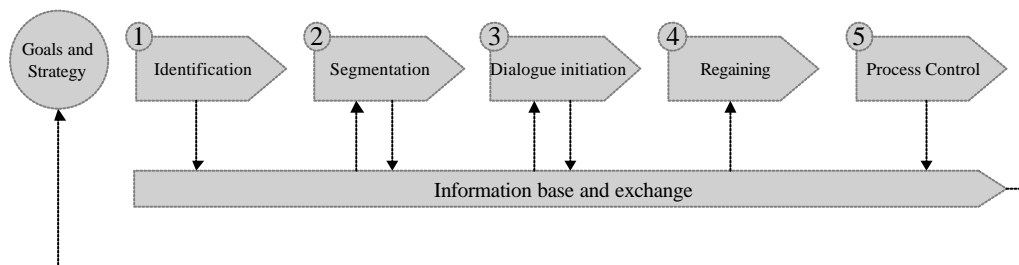 Goals and
Strategy
1
Identification
2
Segmentation
3
Dialogue initiation
4
Regaining
5
Process Control
Information base and exchange